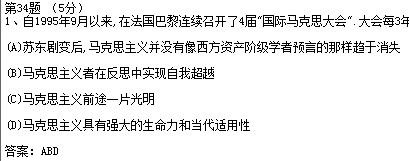 第34题 （5分）
1、自1995年9月以来,在法国巴黎连续召开了4届"国际马克思大会".大会每3年
(A)苏东剧变后,马克思主义并没有像西方资产阶级学者预言的那样趋于消失
(B)马克思主义者在反思中实现自我超越
(C)马克思主义前途一片光明
(D)马克思主义具有强大的生命力和当代适用性
答案：ABD